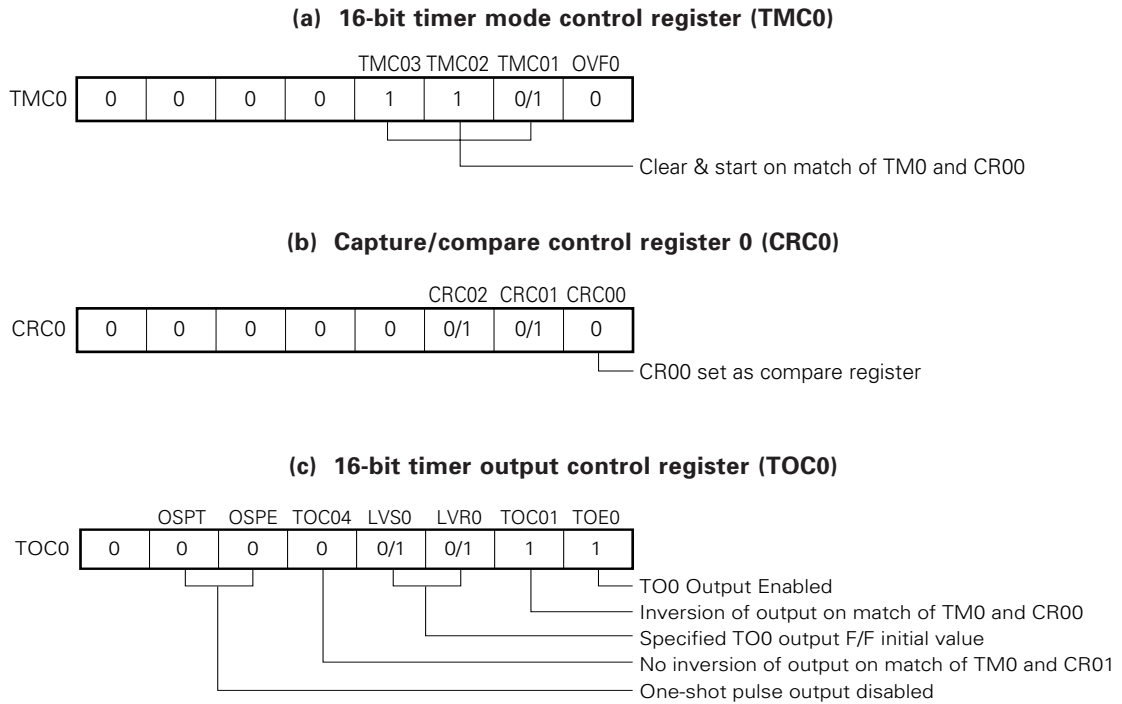 (a) 16-bit timer mode control register (TMC0)
TMC03 TMC02 TMC01 OVF0
TMC0 0 0 0 0 1 1 0/1 0
Clear & start on match of TM0 and CR00
(b) Capture/compare control register 0 (CRC0)
CRC02 CRC01 CRC00
CRC0 0 0 0 0 0 0/1 0/1 0
CR00 set as compare register
(c) 16-bit timer output control register (TOC0)
OSPT OSPE TOC04 LVS0 LVR0 TOC01 TOE0
TOC0 0 0 0 0 0/1 0/1 1 1
TO0 Output Enabled
Inversion of output on match of TM0 and CR00
Specified TO0 output F/F initial value
No inversion of output on match of TM0 and CR01
One-shot pulse output disabled